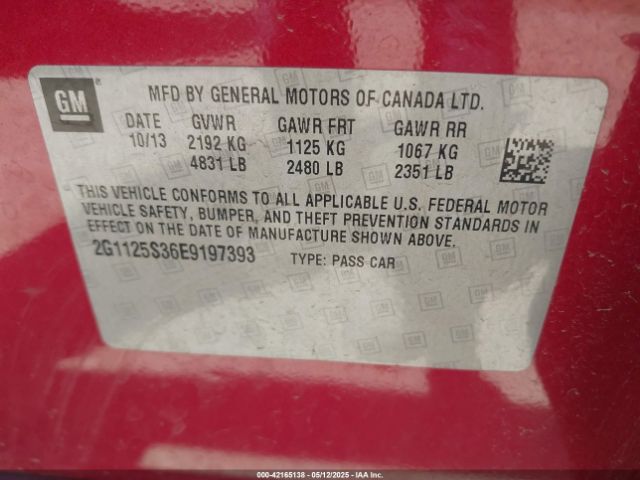 GM
MFD BY GENERAL MOTORS OF CANADA LTD.
DATE GVWR GAWR FRT GAWR RR
10/13 2192 KG 1125 KG 1067 KG
4831 LB 2480 LB 2351 LB
THIS VEHICLE CONFORMS TO ALL APPLICABLE U.S. FEDERAL MOTOR
VEHICLE SAFETY, BUMPER, AND THEFT PREVENTION STANDARDS IN
EFFECT ON THE DATE OF MANUFACTURE SHOWN ABOVE.
2G1125S36E9197393 TYPE: PASS CAR
000-42165138 - 05/12/2025 - IAA Inc.